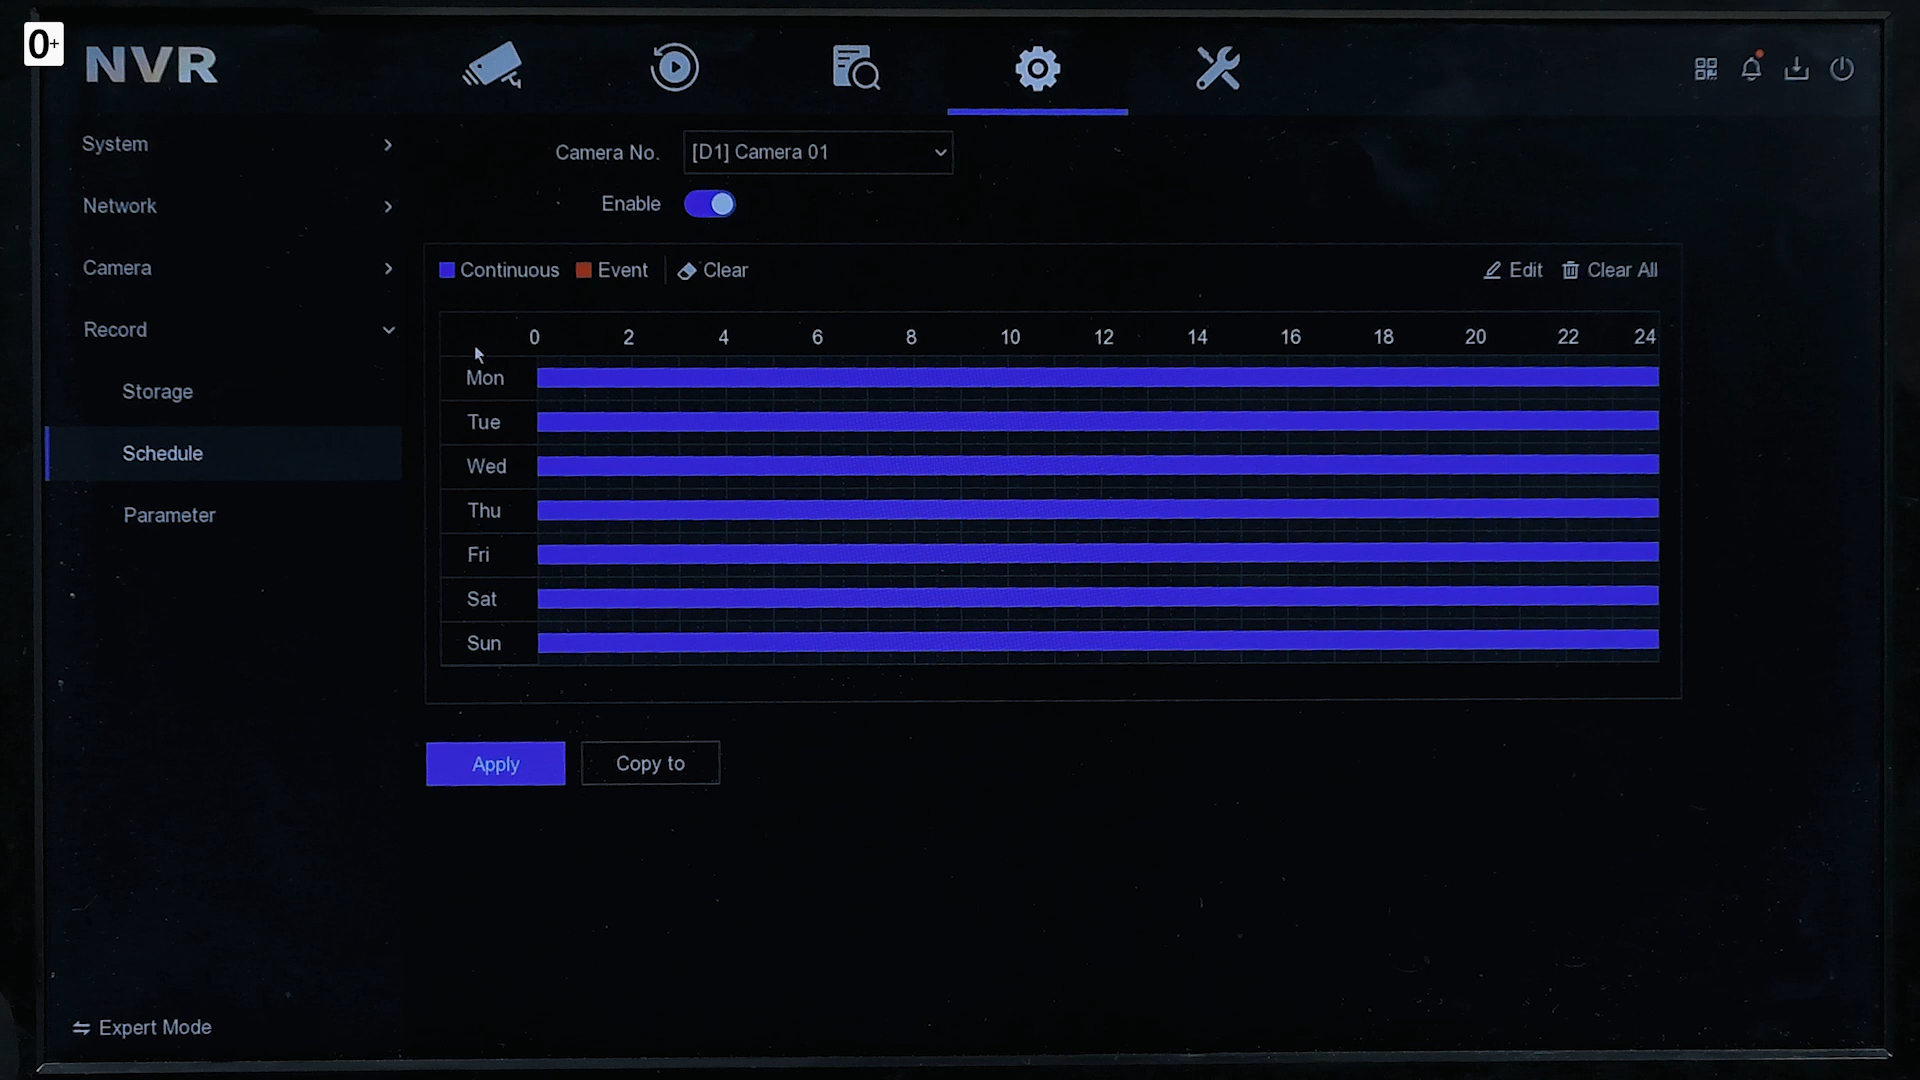 0+
NVR
System
Network
Camera
Record
Storage
Schedule
Parameter
Expert Mode
Camera No. [D1] Camera 01
Enable
Continuous Event Clear Edit Clear All
0 2 4 6 8 10 12 14 16 18 20 22 24
Mon
Tue
Wed
Thu
Fri
Sat
Sun
Apply Copy to